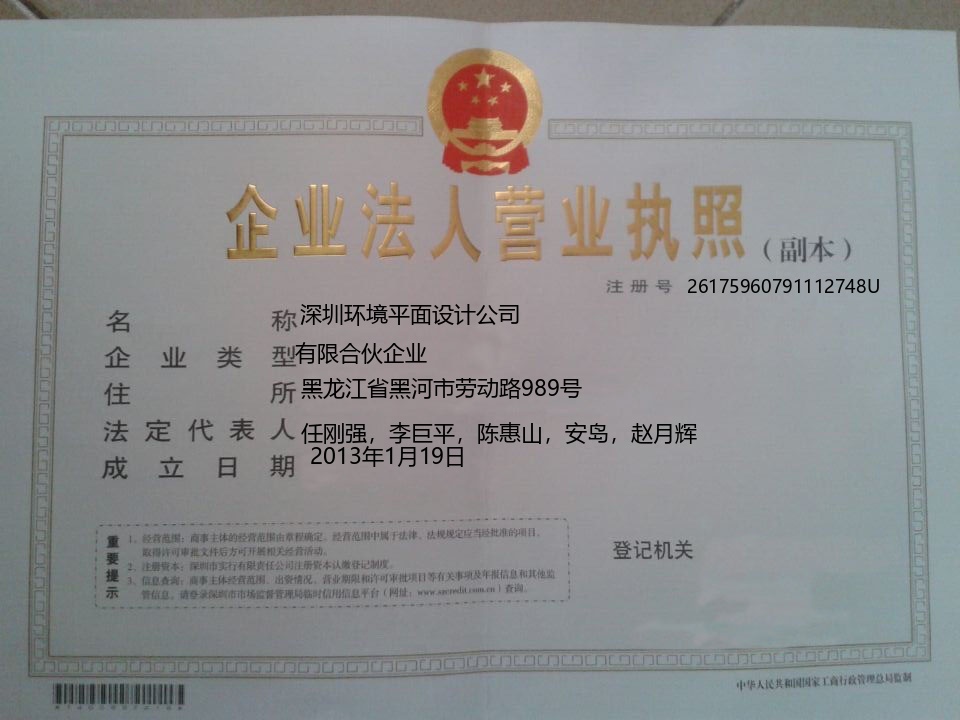 企业法人营业执照
（副本）
注册号 26175960791112748U
名称 深圳环境平面设计公司
企业类型 有限合伙企业
住所 黑龙江省黑河市劳动路989号
法定代表人 任刚强，李巨平，陈惠山，安岛，赵月辉
成立日期 2013年1月19日
重要提示
1、经营范围：商事主体的经营范围由章程确定。经营范围中属于法律、法规规定应当经批准的项目，
取得许可审批文件后方可开展相关经营活动。
2、注册资本：深圳市实行有限责任公司注册资本认缴登记制度。
3、信息查询：商事主体经营范围、出资情况、营业期限和许可审批项目等有关事项及年报信息和其他监
管信息，请登录深圳市市场监督管理局临时信用信息平台（网址：www.szcredit.com.cn）查询。
登记机关
中华人民共和国国家工商行政管理总局监制